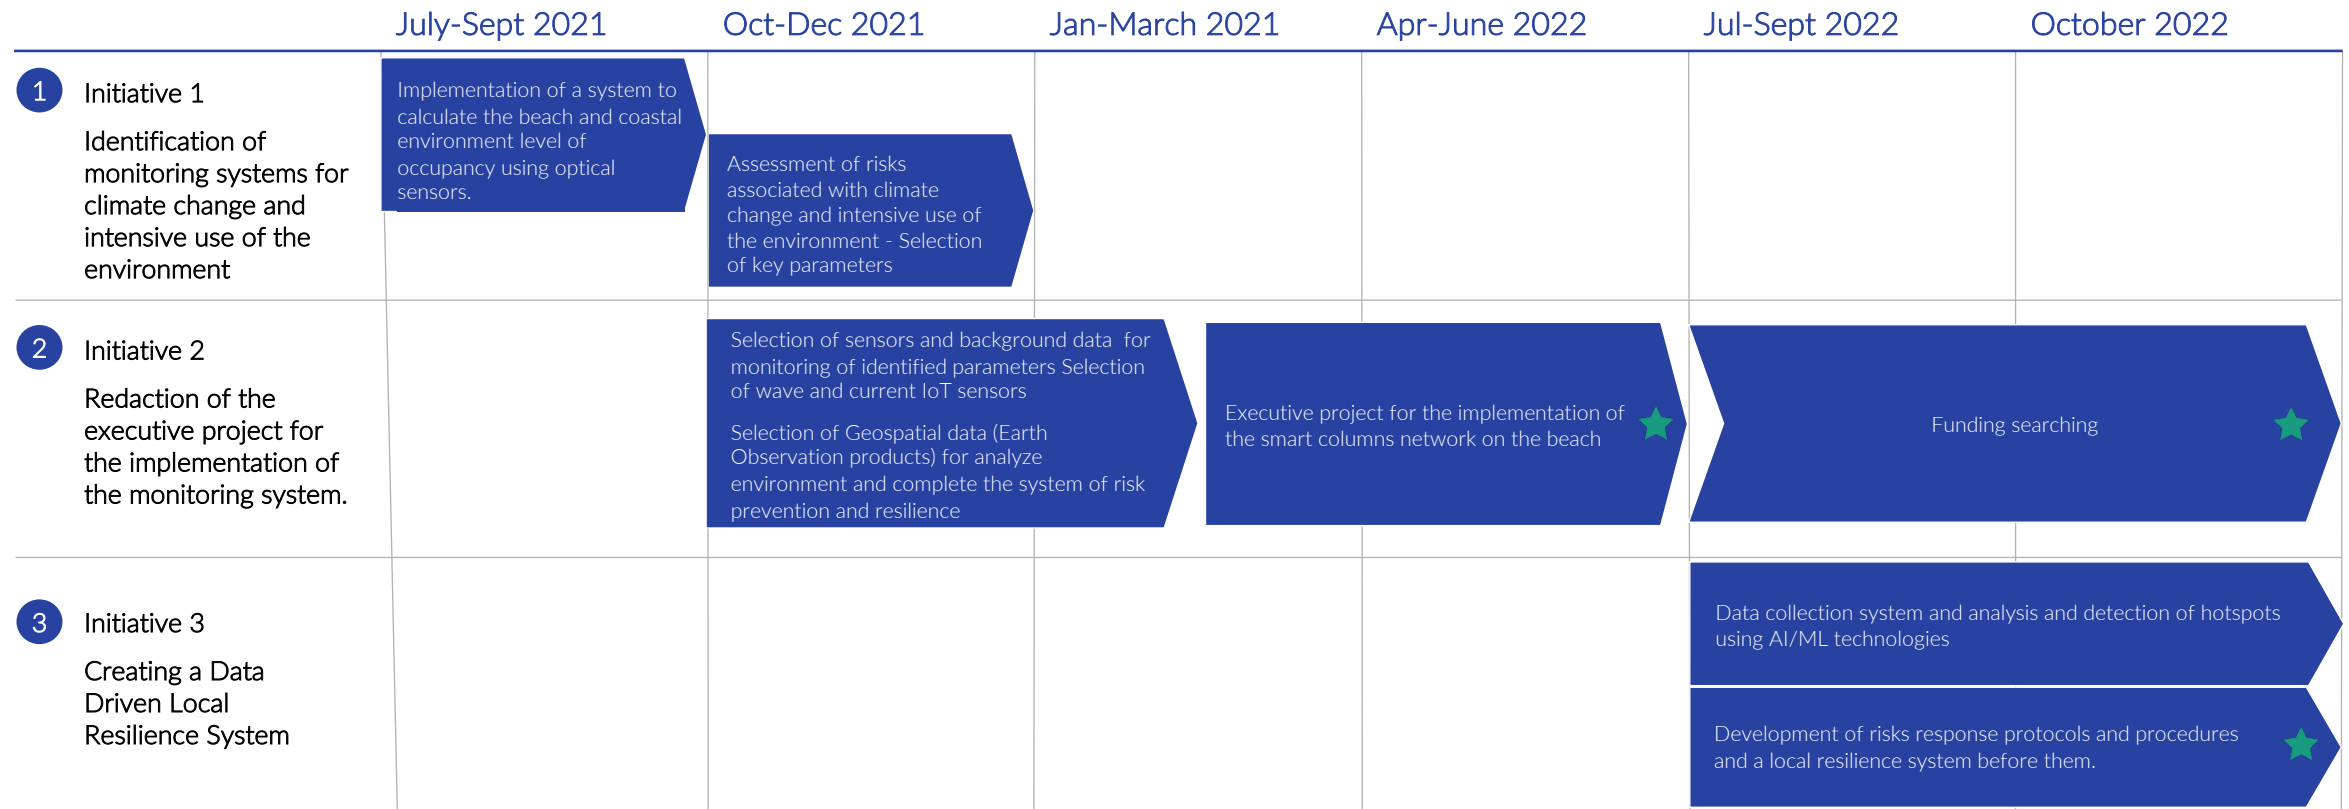 July-Sept 2021
Oct-Dec 2021
Jan-March 2021
Apr-June 2022
Jul-Sept 2022
October 2022
1
Initiative 1
Identification of
monitoring systems for
climate change and
intensive use of the
environment
Implementation of a system to
calculate the beach and coastal
environment level of
occupancy using optical
sensors.
Assessment of risks
associated with climate
change and intensive use of
the environment - Selection
of key parameters
2
Initiative 2
Redaction of the
executive project for
the implementation of
the monitoring system.
Selection of sensors and background data  for
monitoring of identified parameters Selection
of wave and current IoT sensors
Selection of Geospatial data (Earth
Observation products) for analyze
environment and complete the system of risk
prevention and resilience
Executive project for the implementation of
the smart columns network on the beach
Funding searching
3
Initiative 3
Creating a Data
Driven Local
Resilience System
Data collection system and analysis and detection of hotspots
using AI/ML technologies
Development of risks response protocols and procedures
and a local resilience system before them.